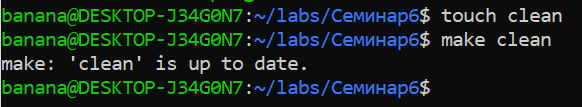 banana@DESKTOP-J34G0N7:~/labs/Семинар6$ touch clean
banana@DESKTOP-J34G0N7:~/labs/Семинар6$ make clean
make: 'clean' is up to date.
banana@DESKTOP-J34G0N7:~/labs/Семинар6$